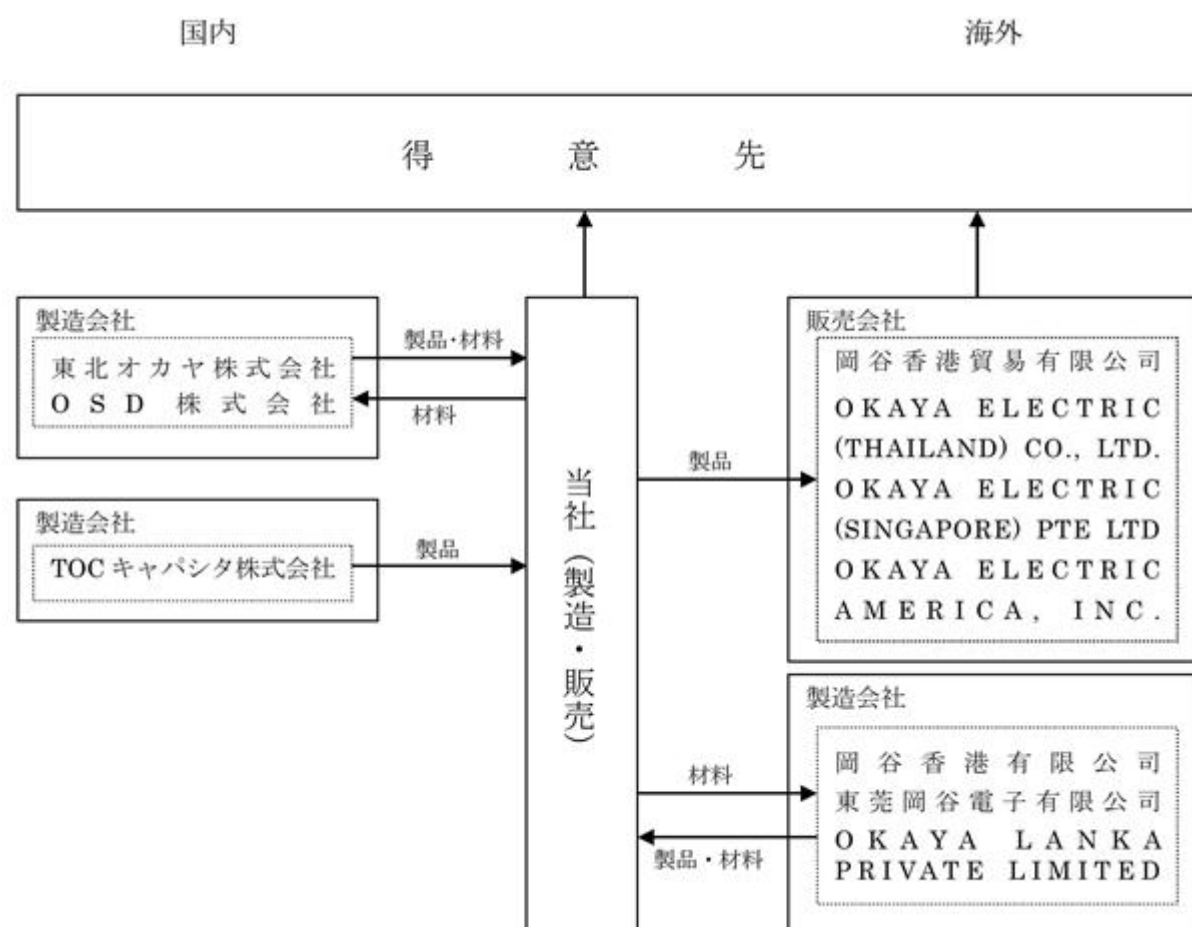 国内
海外
得意先
製造会社
東北オカヤ株式会社
OSD株式会社
製品・材料
材料
製造会社
TOCキャパシタ株式会社
製品
当社（製造・販売）
販売会社
岡谷香港貿易有限公司
OKAYA ELECTRIC
(THAILAND) CO., LTD.
OKAYA ELECTRIC
(SINGAPORE) PTE LTD
OKAYA ELECTRIC
AMERICA, INC.
製品
製造会社
岡谷香港有限公司
東莞岡谷電子有限公司
OKAYA LANKA
PRIVATE LIMITED
材料
製品・材料